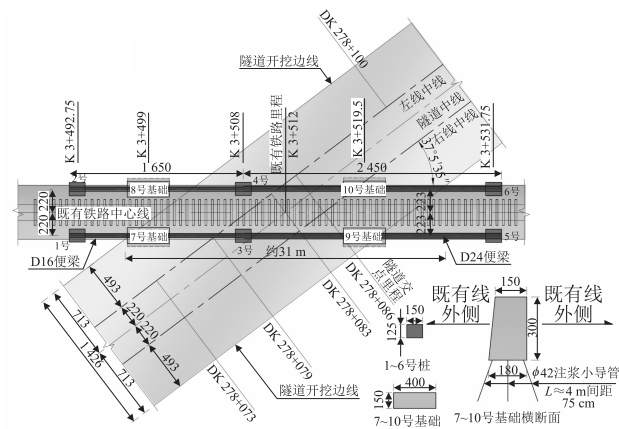 DK 278+100
隧道开挖边线
左线中线
隧道中线
右线中线
K 3+492.75
K 3+499
K 3+508
既有铁路里程
K 3+512
K 3+519.5
K 3+531.75
37°5′35″
1 650
2 450
2号
8号基础
4号
10号基础
6号
220 220
既有铁路中心线
223 223
1号
7号基础
3号
9号基础
5号
D16便梁
约31 m
D24便梁
隧道交
点里程
DK 278+086
DK 278+083
DK 278+079
DK 278+073
493
220
220
493
713
713
1 426
隧道开挖边线
150
125
1~6号桩
400
150
7~10号基础
既有线
外侧
150
既有线
外侧
300
180
ϕ42注浆小导管
L≈4 m间距
75 cm
7~10号基础横断面